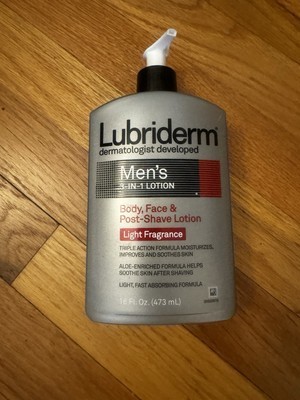 Lubriderm
dermatologist developed
Men's
3-IN-1 LOTION
Body, Face &
Post-Shave Lotion
Light Fragrance
TRIPLE ACTION FORMULA MOISTURIZES,
IMPROVES AND SOOTHES SKIN
ALOE-ENRICHED FORMULA HELPS
SOOTHE SKIN AFTER SHAVING
LIGHT, FAST ABSORBING FORMULA
16 Fl. Oz. (473 mL)